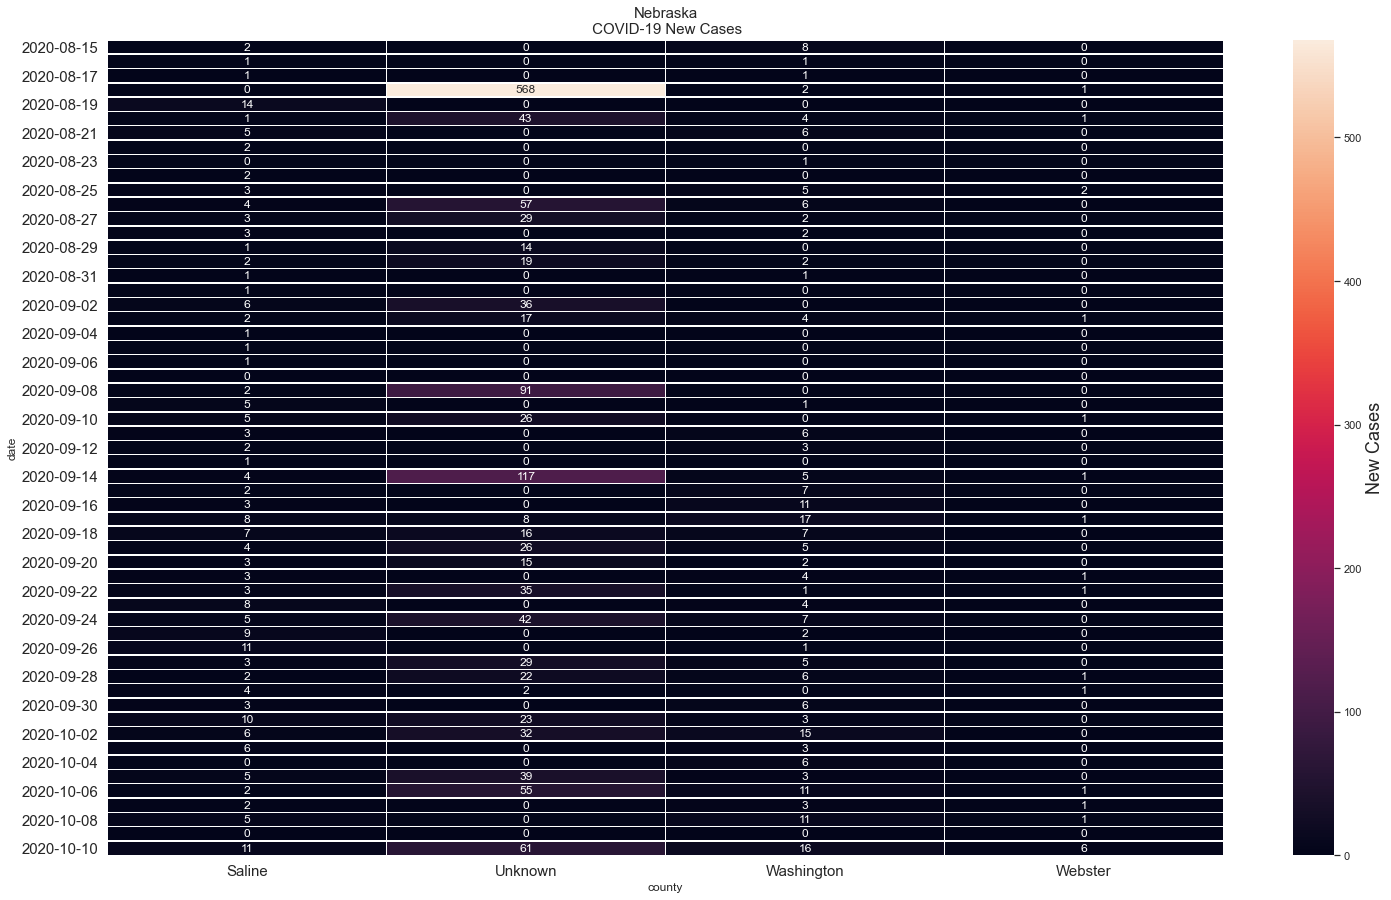 Nebraska
COVID-19 New Cases
2020-08-15 2 0 8 0
1 0 1 0
2020-08-17 1 0 1 0
0 568 2 1
2020-08-19 14 0 0 0
1 43 4 1
2020-08-21 5 0 6 0
2 0 0 0
2020-08-23 0 0 1 0
2 0 0 0
2020-08-25 3 0 5 2
4 57 6 0
2020-08-27 3 29 2 0
3 0 2 0
2020-08-29 1 14 0 0
2 19 2 0
2020-08-31 1 0 1 0
1 0 0 0
2020-09-02 6 36 0 0
2 17 4 1
2020-09-04 1 0 0 0
1 0 0 0
2020-09-06 1 0 0 0
0 0 0 0
2020-09-08 2 91 0 0
5 0 1 0
2020-09-10 5 26 0 1
3 0 6 0
2020-09-12 2 0 3 0
1 0 0 0
2020-09-14 4 117 5 1
2 0 7 0
2020-09-16 3 0 11 0
8 8 17 1
2020-09-18 7 16 7 0
4 26 5 0
2020-09-20 3 15 2 0
3 0 4 1
2020-09-22 3 35 1 1
8 0 4 0
2020-09-24 5 42 7 0
9 0 2 0
2020-09-26 11 0 1 0
3 29 5 0
2020-09-28 2 22 6 1
4 2 0 1
2020-09-30 3 0 6 0
10 23 3 0
2020-10-02 6 32 15 0
6 0 3 0
2020-10-04 0 0 6 0
5 39 3 0
2020-10-06 2 55 11 1
2 0 3 1
2020-10-08 5 0 11 1
0 0 0 0
2020-10-10 11 61 16 6
Saline Unknown Washington Webster
county
date
500
400
300
200
100
0
New Cases